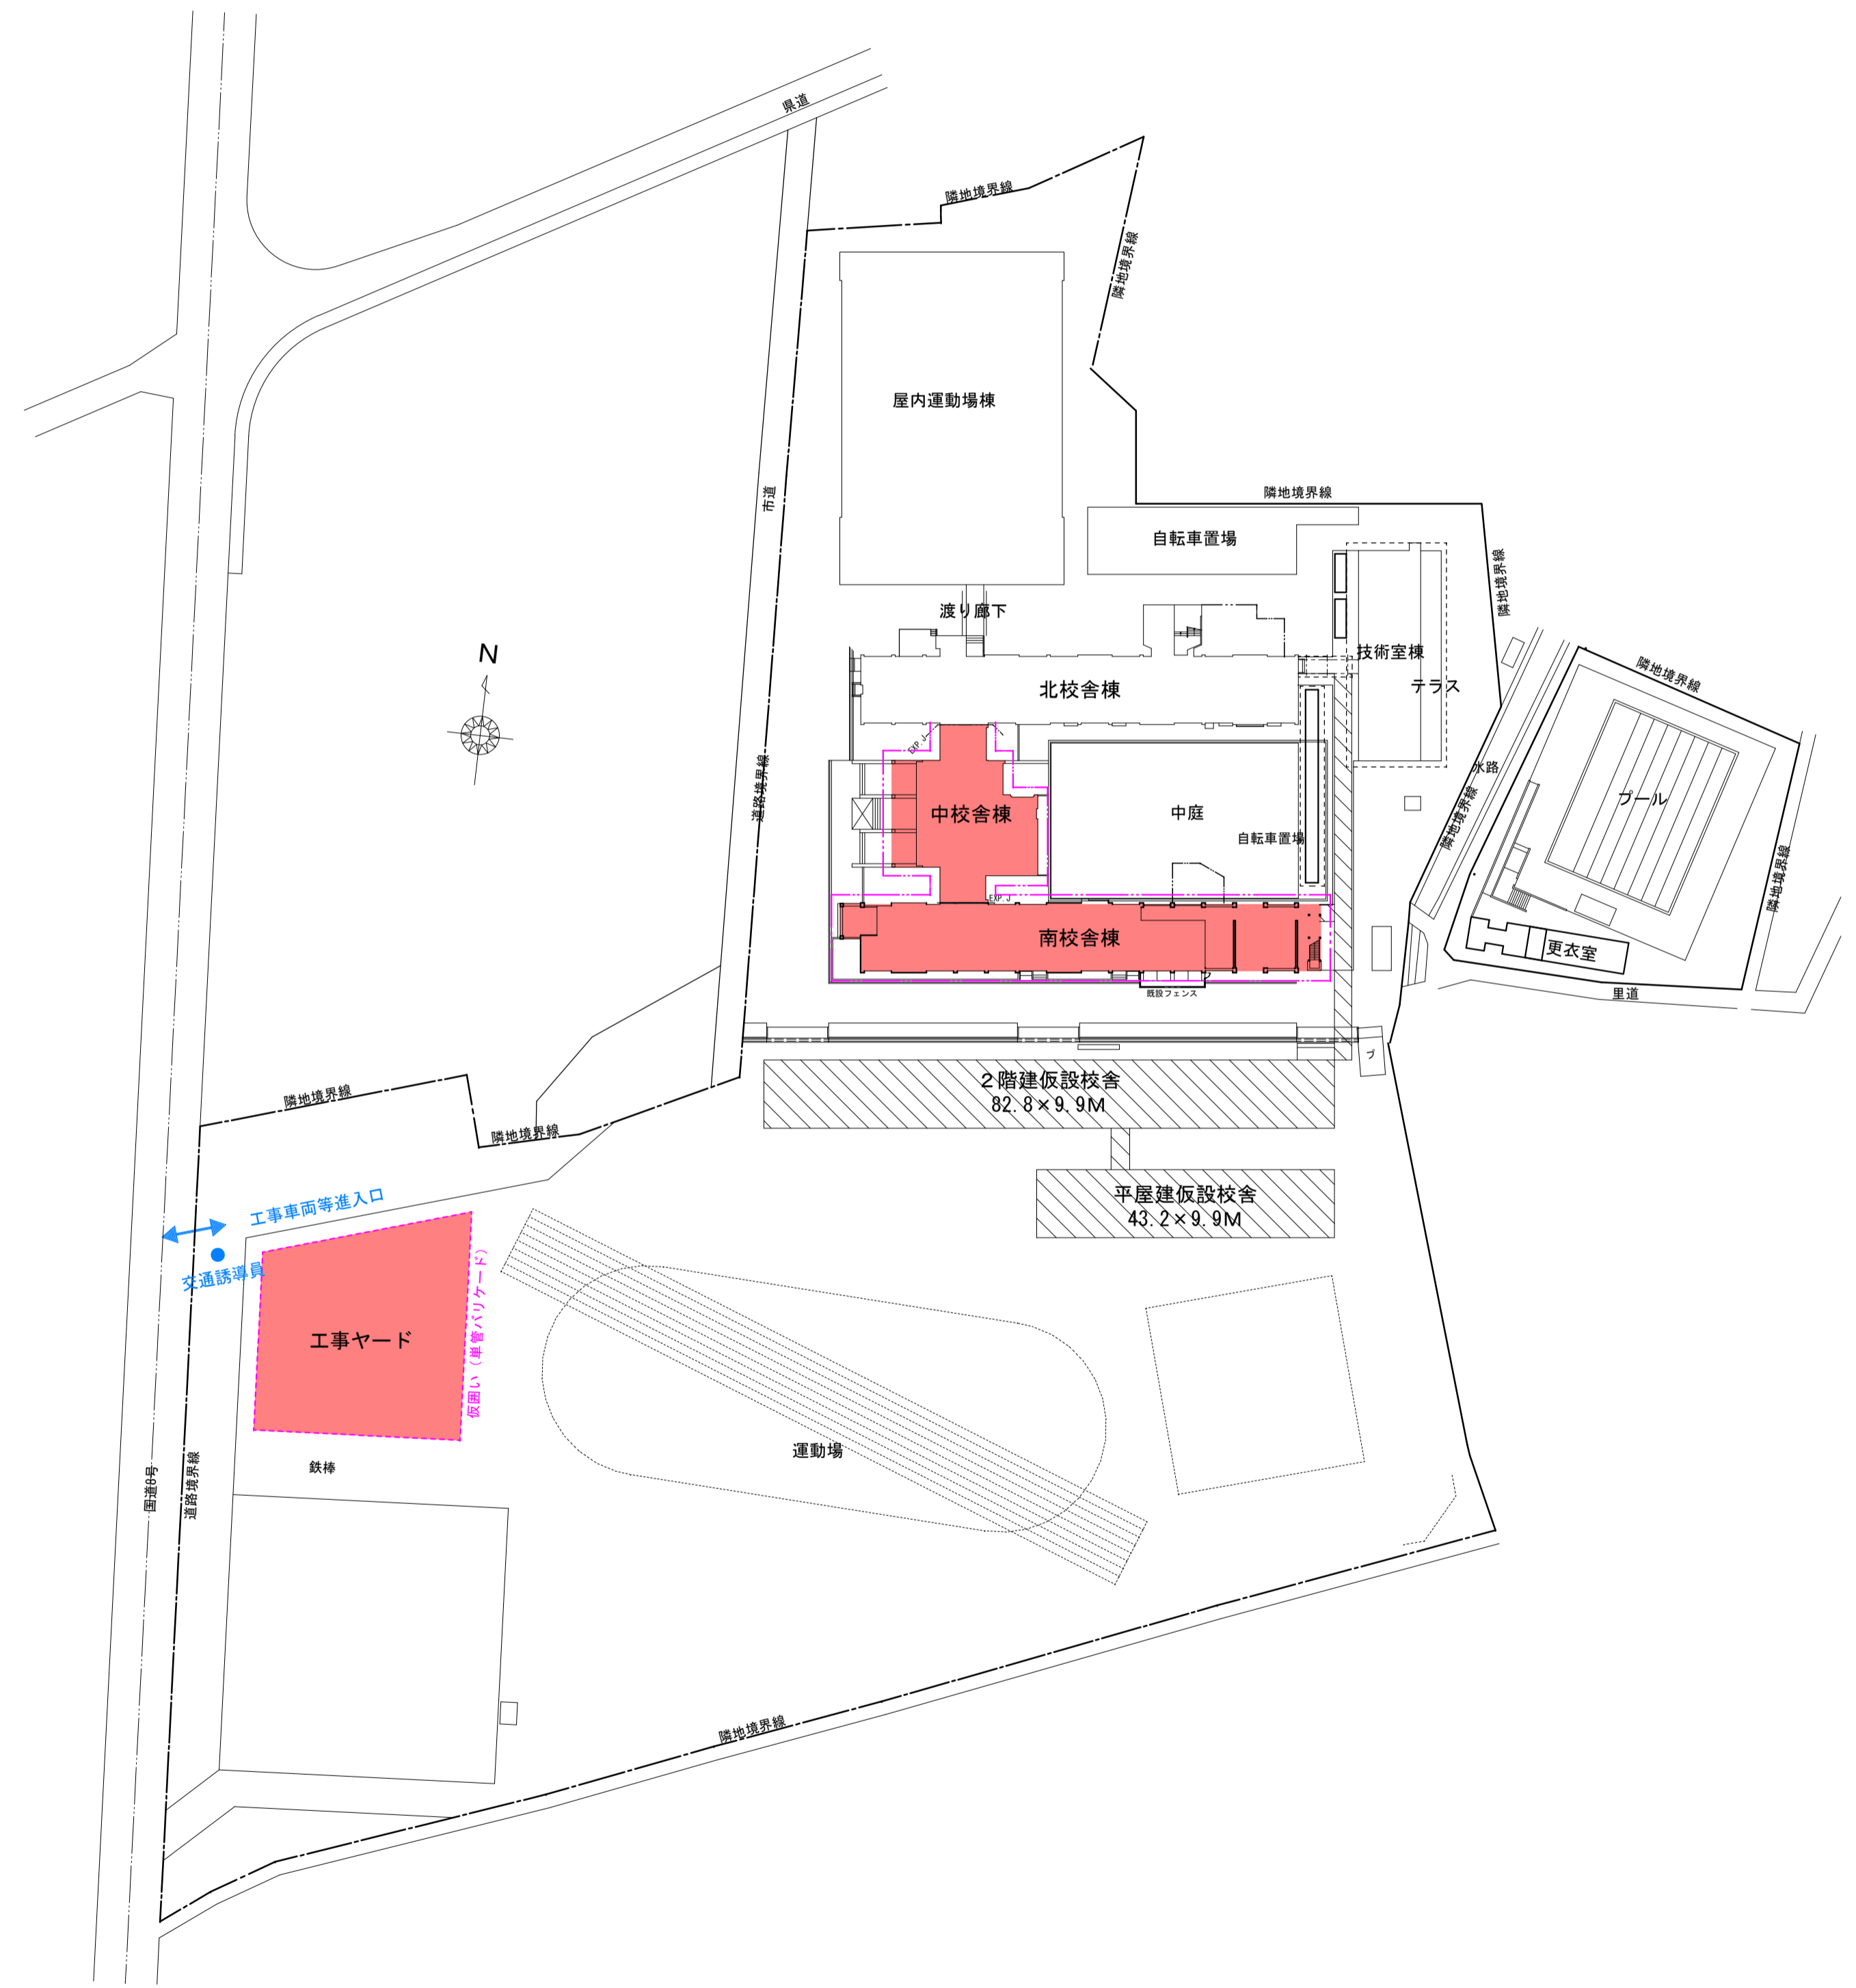 県道
隣地境界線
隣地境界線
屋内運動場棟
市道
隣地境界線
自転車置場
隣地境界線
渡り廊下
N
技術室棟
テラス
北校舎棟
隣地境界線
EXP.J
水路
プール
道路境界線
中校舎棟
中庭
自転車置場
隣地境界線
隣地境界線
EXP.J
南校舎棟
更衣室
既設フェンス
里道
プ
2階建仮設校舎
82.8×9.9M
隣地境界線
隣地境界線
平屋建仮設校舎
43.2×9.9M
工事車両等進入口
交通誘導員
仮囲い(単管バリケード)
工事ヤード
運動場
鉄棒
国道8号
道路境界線
隣地境界線